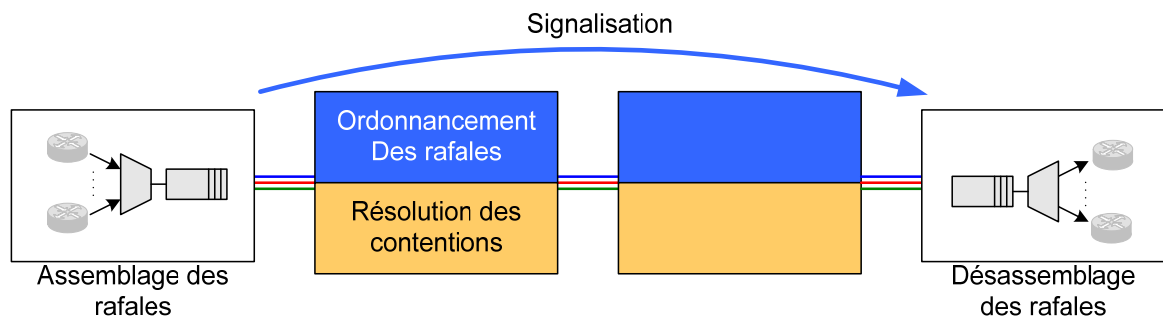 Signalisation
Ordonnancement
Des rafales
Résolution des
contentions
Assemblage des
rafales
Désassemblage
des rafales